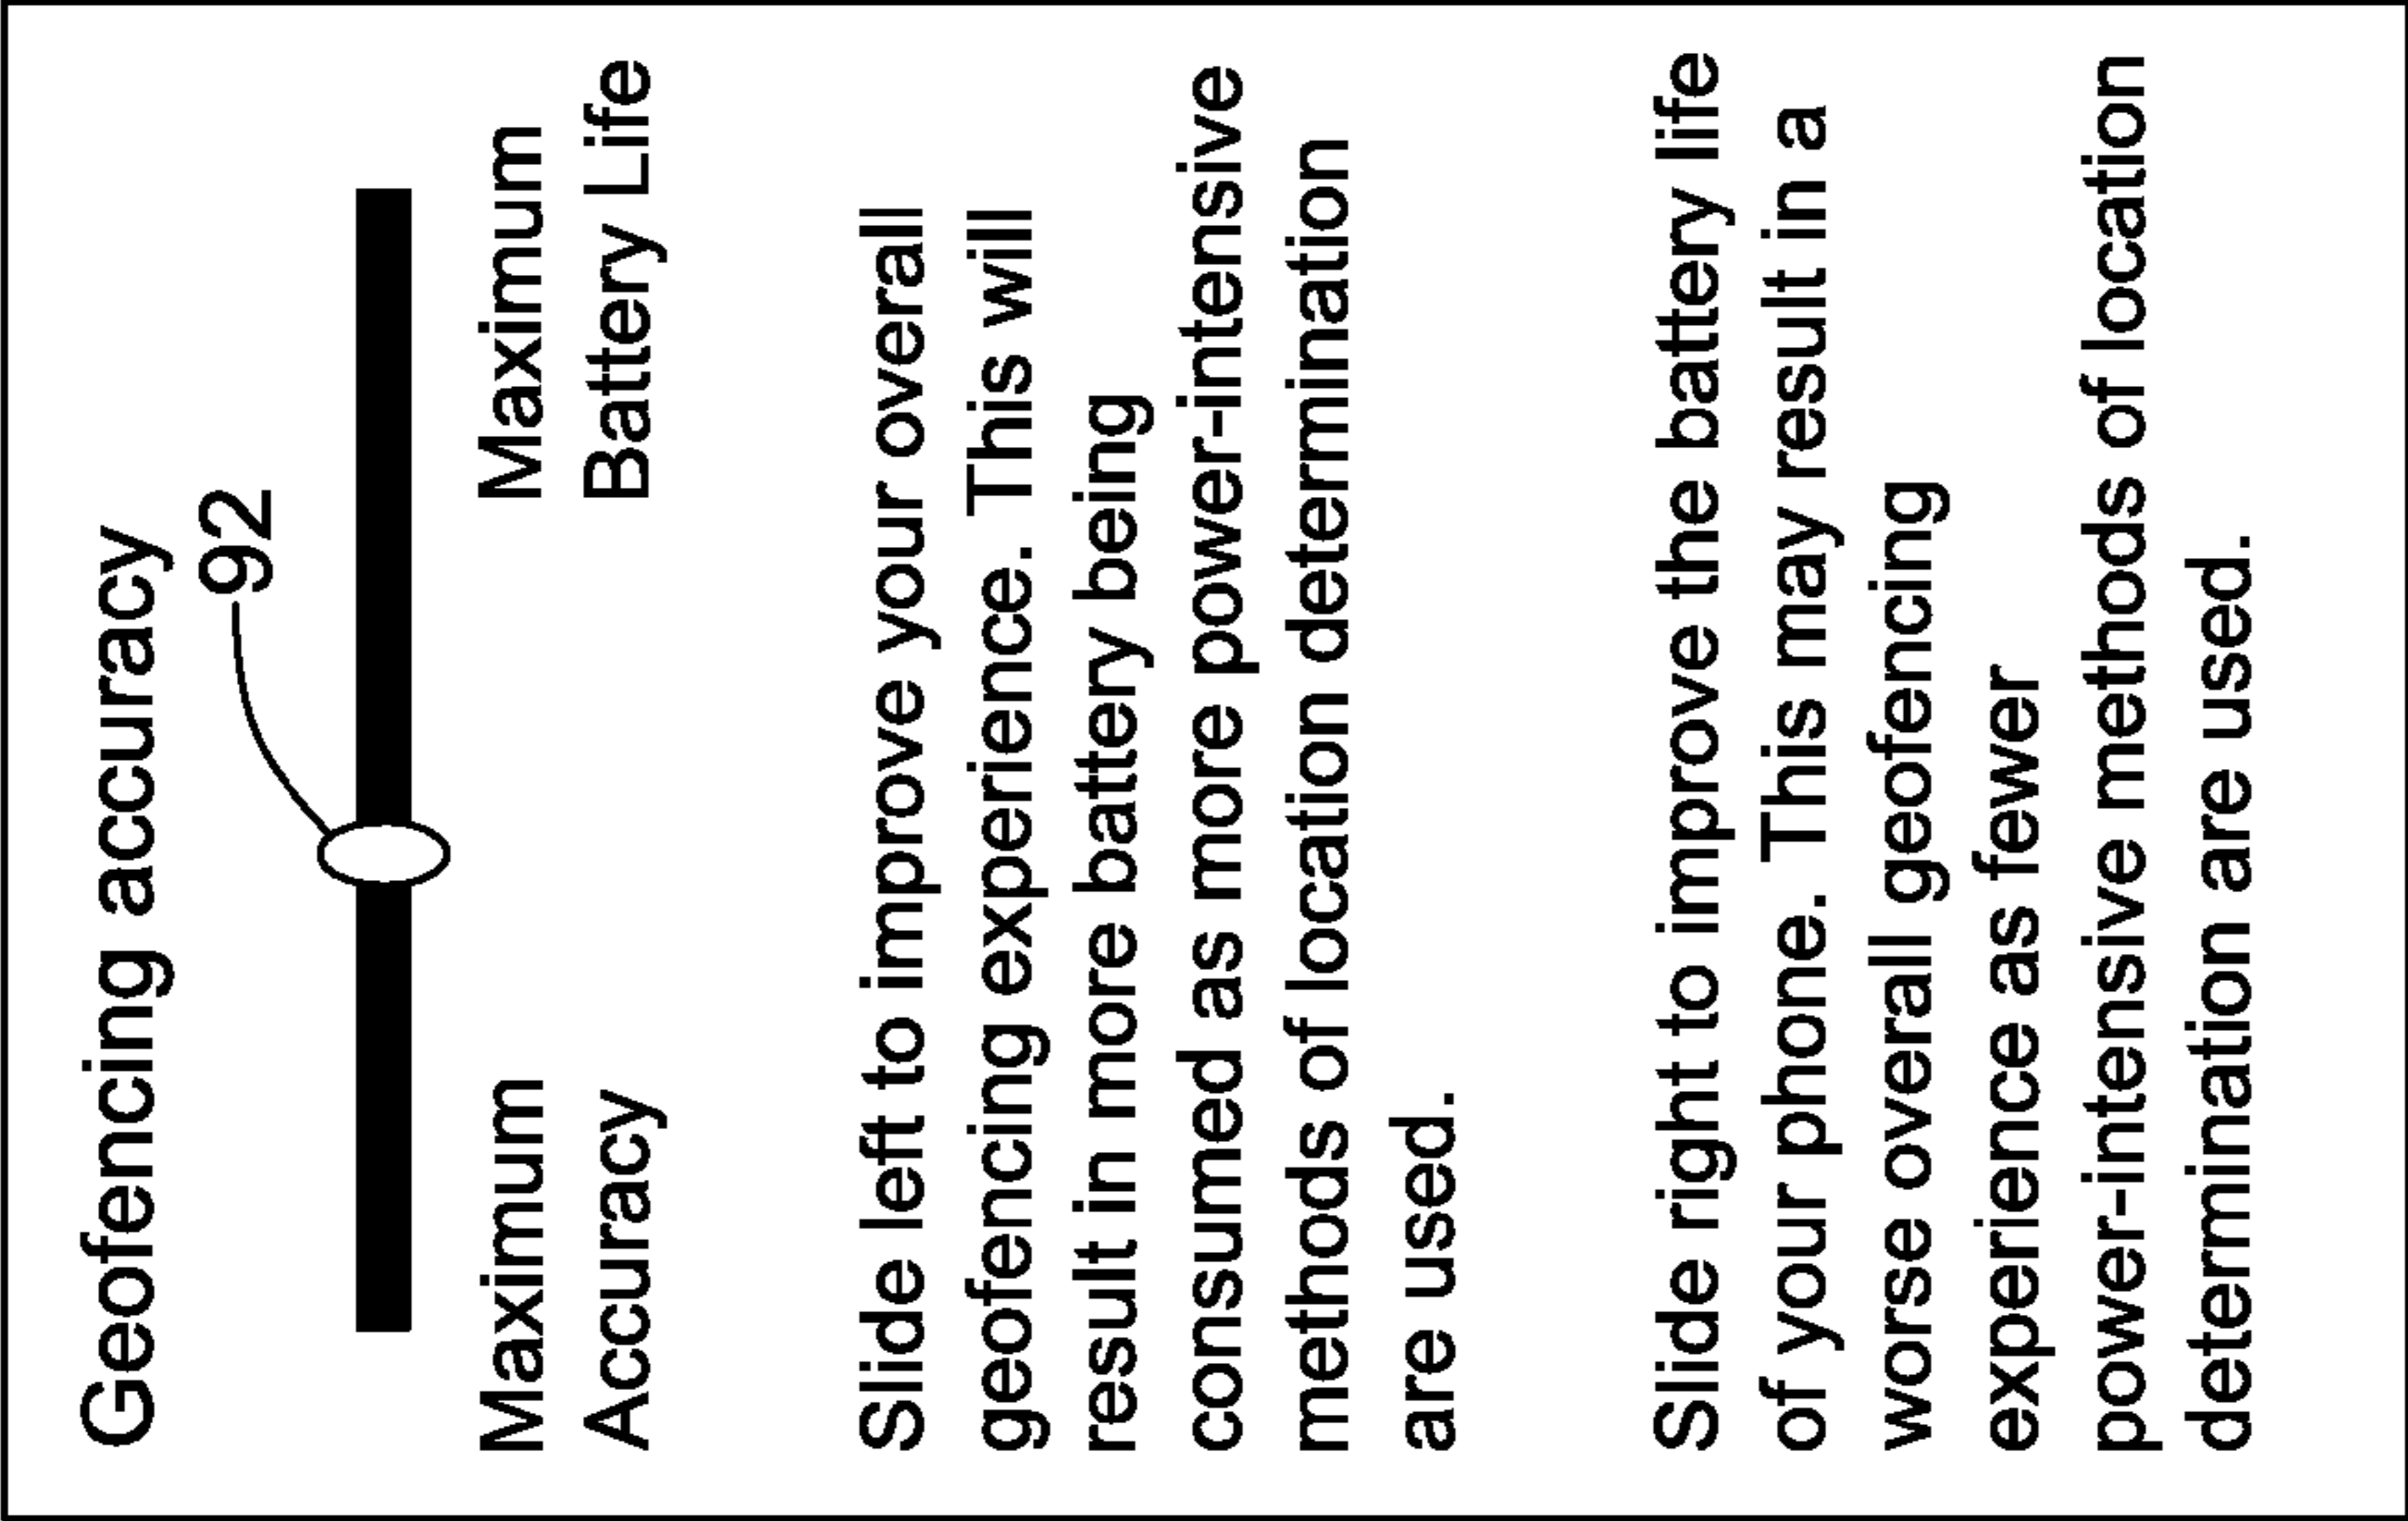 Geofencing accuracy
92
Maximum Maximum
Accuracy Battery Life
Slide left to improve your overall
geofencing experience. This will
result in more battery being
consumed as more power-intensive
methods of location determination
are used.
Slide right to improve the battery life
of your phone. This may result in a
worse overall geofencing
experience as fewer
power-intensive methods of location
determination are used.